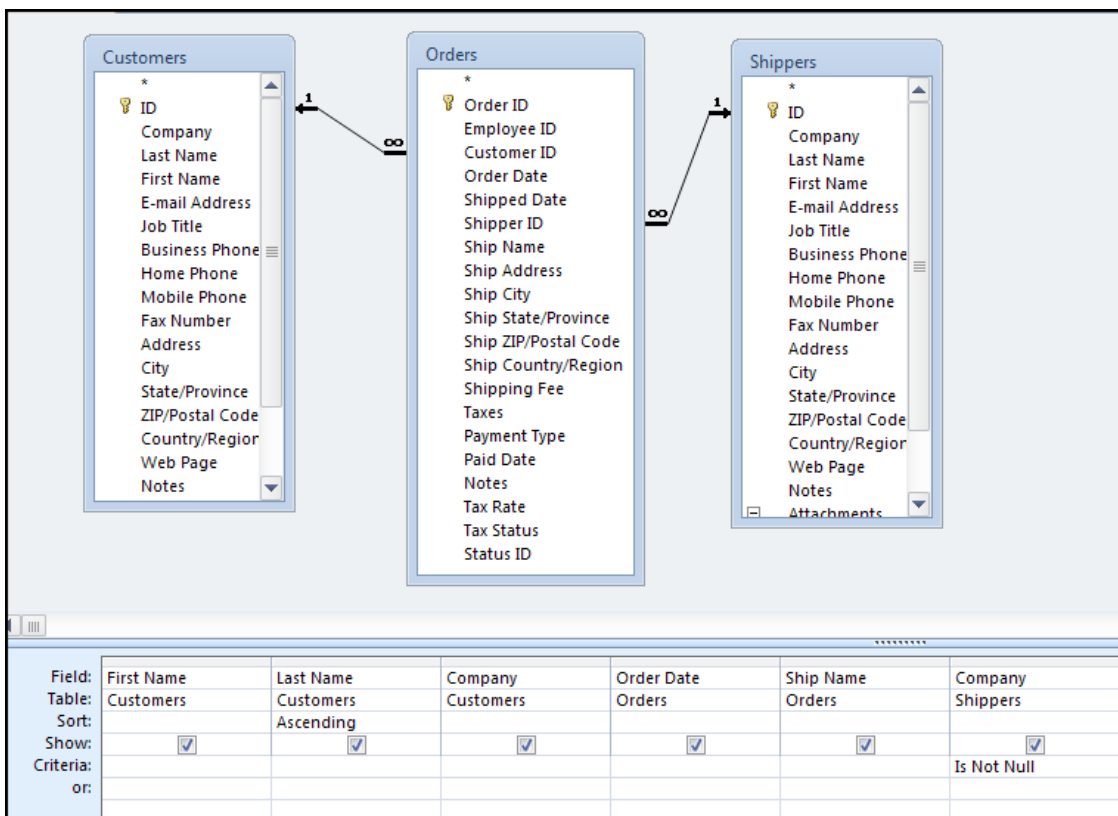 Customers
*
ID
Company
Last Name
First Name
E-mail Address
Job Title
Business Phone
Home Phone
Mobile Phone
Fax Number
Address
City
State/Province
ZIP/Postal Code
Country/Region
Web Page
Notes
1
∞
Orders
*
Order ID
Employee ID
Customer ID
Order Date
Shipped Date
Shipper ID
Ship Name
Ship Address
Ship City
Ship State/Province
Ship ZIP/Postal Code
Ship Country/Region
Shipping Fee
Taxes
Payment Type
Paid Date
Notes
Tax Rate
Tax Status
Status ID
∞
1
Shippers
*
ID
Company
Last Name
First Name
E-mail Address
Job Title
Business Phone
Home Phone
Mobile Phone
Fax Number
Address
City
State/Province
ZIP/Postal Code
Country/Region
Web Page
Notes
Attachments
Field: First Name Last Name Company Order Date Ship Name Company
Table: Customers Customers Customers Orders Orders Shippers
Sort: Ascending
Show:
Criteria: Is Not Null
or: